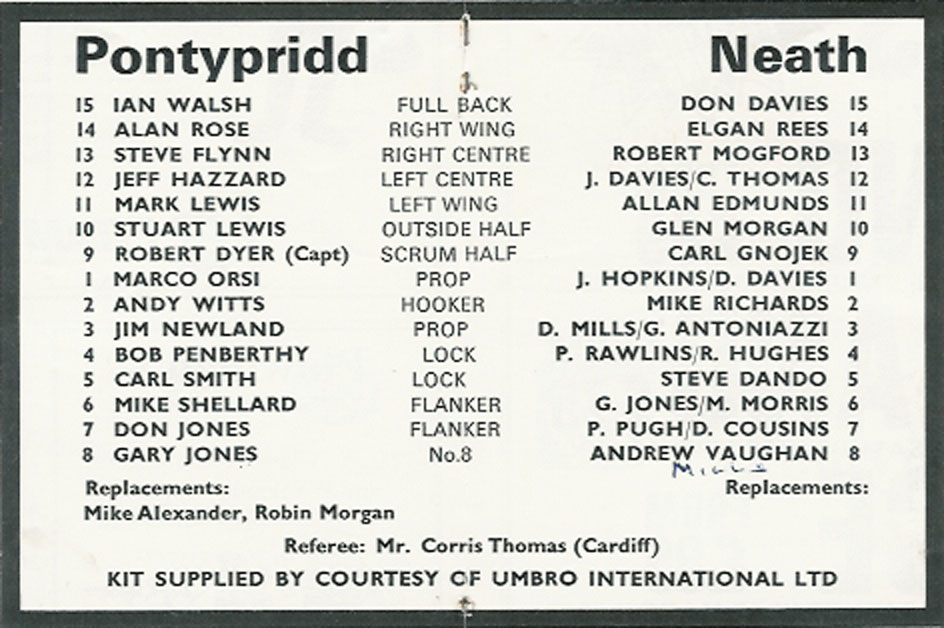 Pontypridd Neath
15 IAN WALSH FULL BACK DON DAVIES 15
14 ALAN ROSE RIGHT WING ELGAN REES 14
13 STEVE FLYNN RIGHT CENTRE ROBERT MOGFORD 13
12 JEFF HAZZARD LEFT CENTRE J. DAVIES/C. THOMAS 12
11 MARK LEWIS LEFT WING ALLAN EDMUNDS 11
10 STUART LEWIS OUTSIDE HALF GLEN MORGAN 10
9 ROBERT DYER (Capt) SCRUM HALF CARL GNOJEK 9
1 MARCO ORSI PROP J. HOPKINS/D. DAVIES 1
2 ANDY WITTS HOOKER MIKE RICHARDS 2
3 JIM NEWLAND PROP D. MILLS/G. ANTONIAZZI 3
4 BOB PENBERTHY LOCK P. RAWLINS/R. HUGHES 4
5 CARL SMITH LOCK STEVE DANDO 5
6 MIKE SHELLARD FLANKER G. JONES/M. MORRIS 6
7 DON JONES FLANKER P. PUGH/D. COUSINS 7
8 GARY JONES No.8 ANDREW VAUGHAN 8
Replacements: Replacements:
Mike Alexander, Robin Morgan
Referee: Mr. Corris Thomas (Cardiff)
KIT SUPPLIED BY COURTESY OF UMBRO INTERNATIONAL LTD